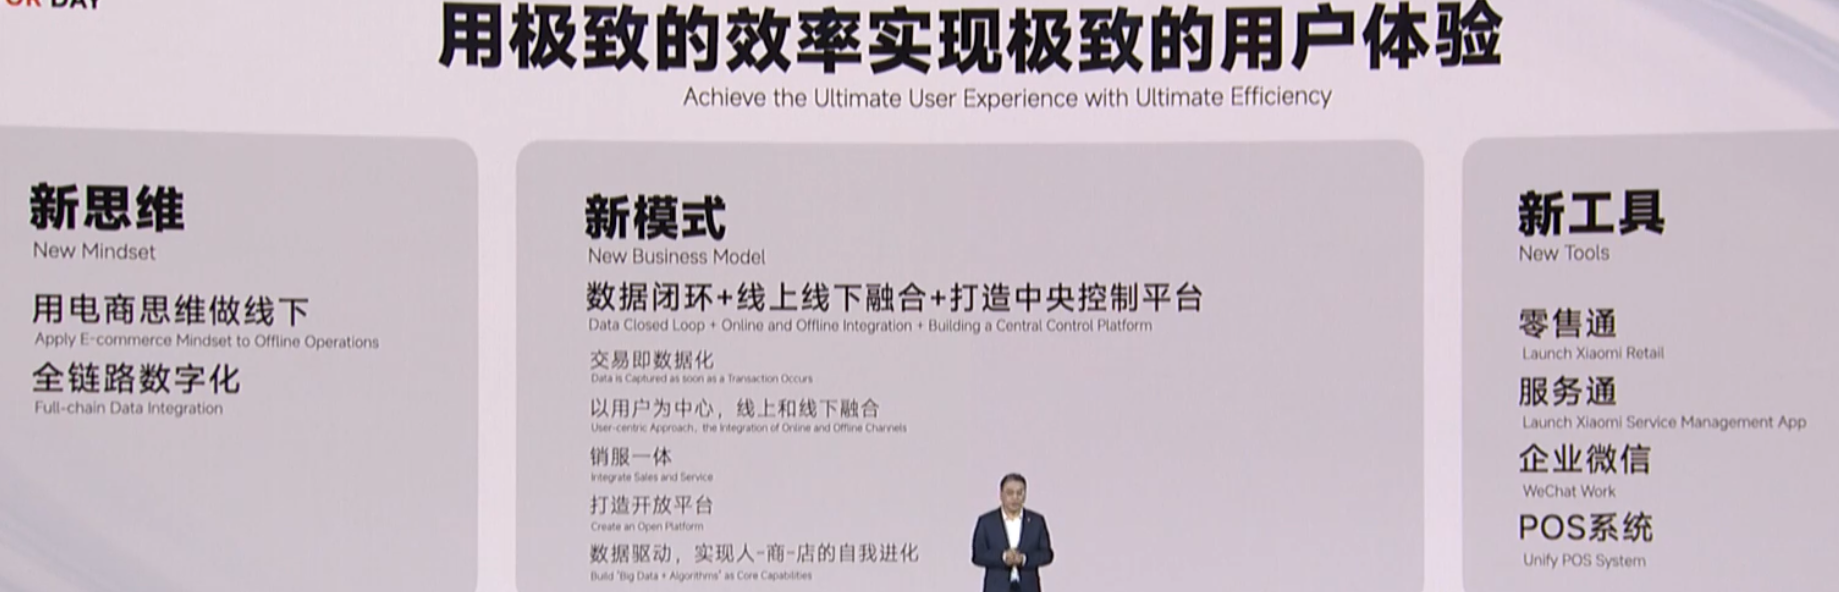 DAY
用极致的效率实现极致的用户体验
Achieve the Ultimate User Experience with Ultimate Efficiency
新思维
New Mindset
用电商思维做线下
Apply E-commerce Mindset to Offline Operations
全链路数字化
Full-chain Data Integration
新模式
New Business Model
数据闭环+线上线下融合+打造中央控制平台
Data Closed Loop + Online and Offline Integration + Building a Central Control Platform
交易即数据化
Data is Captured as soon as a Transaction Occurs
以用户为中心，线上和线下融合
User-centric Approach, the Integration of Online and Offline Channels
销服一体
Integrate Sales and Service
打造开放平台
Create an Open Platform
数据驱动，实现人-商-店的自我进化
Build "Big Data + Algorithms" as Core Capabilities
新工具
New Tools
零售通
Launch Xiaomi Retail
服务通
Launch Xiaomi Service Management App
企业微信
WeChat Work
POS系统
Unify POS System